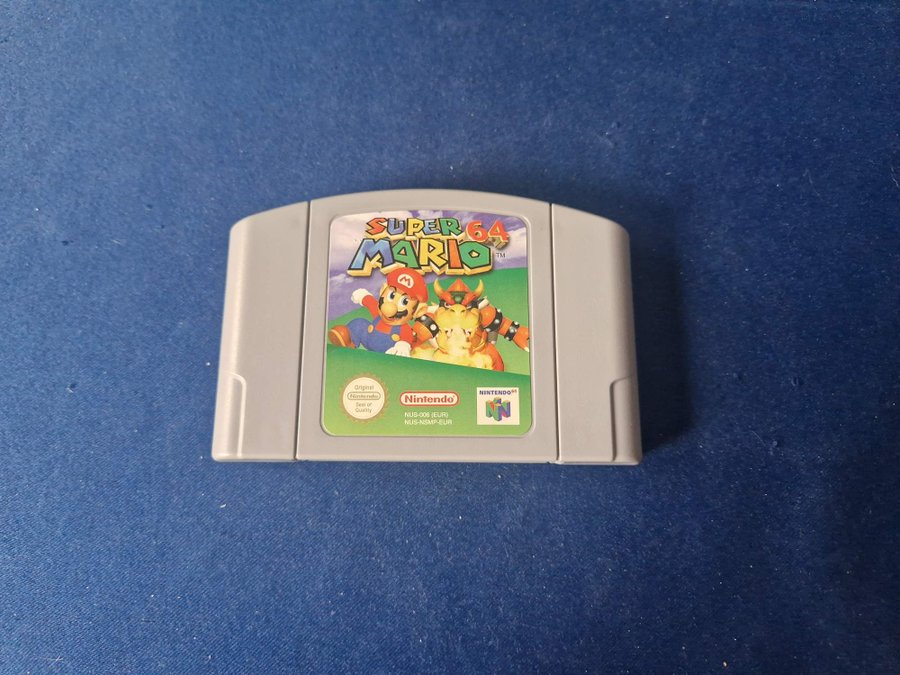 SUPER
MARIO 64
TM
M
Original
Nintendo
Seal of
Quality
Nintendo
NUS-006 (EUR)
NUS-NSMP-EUR
NINTENDO 64
N